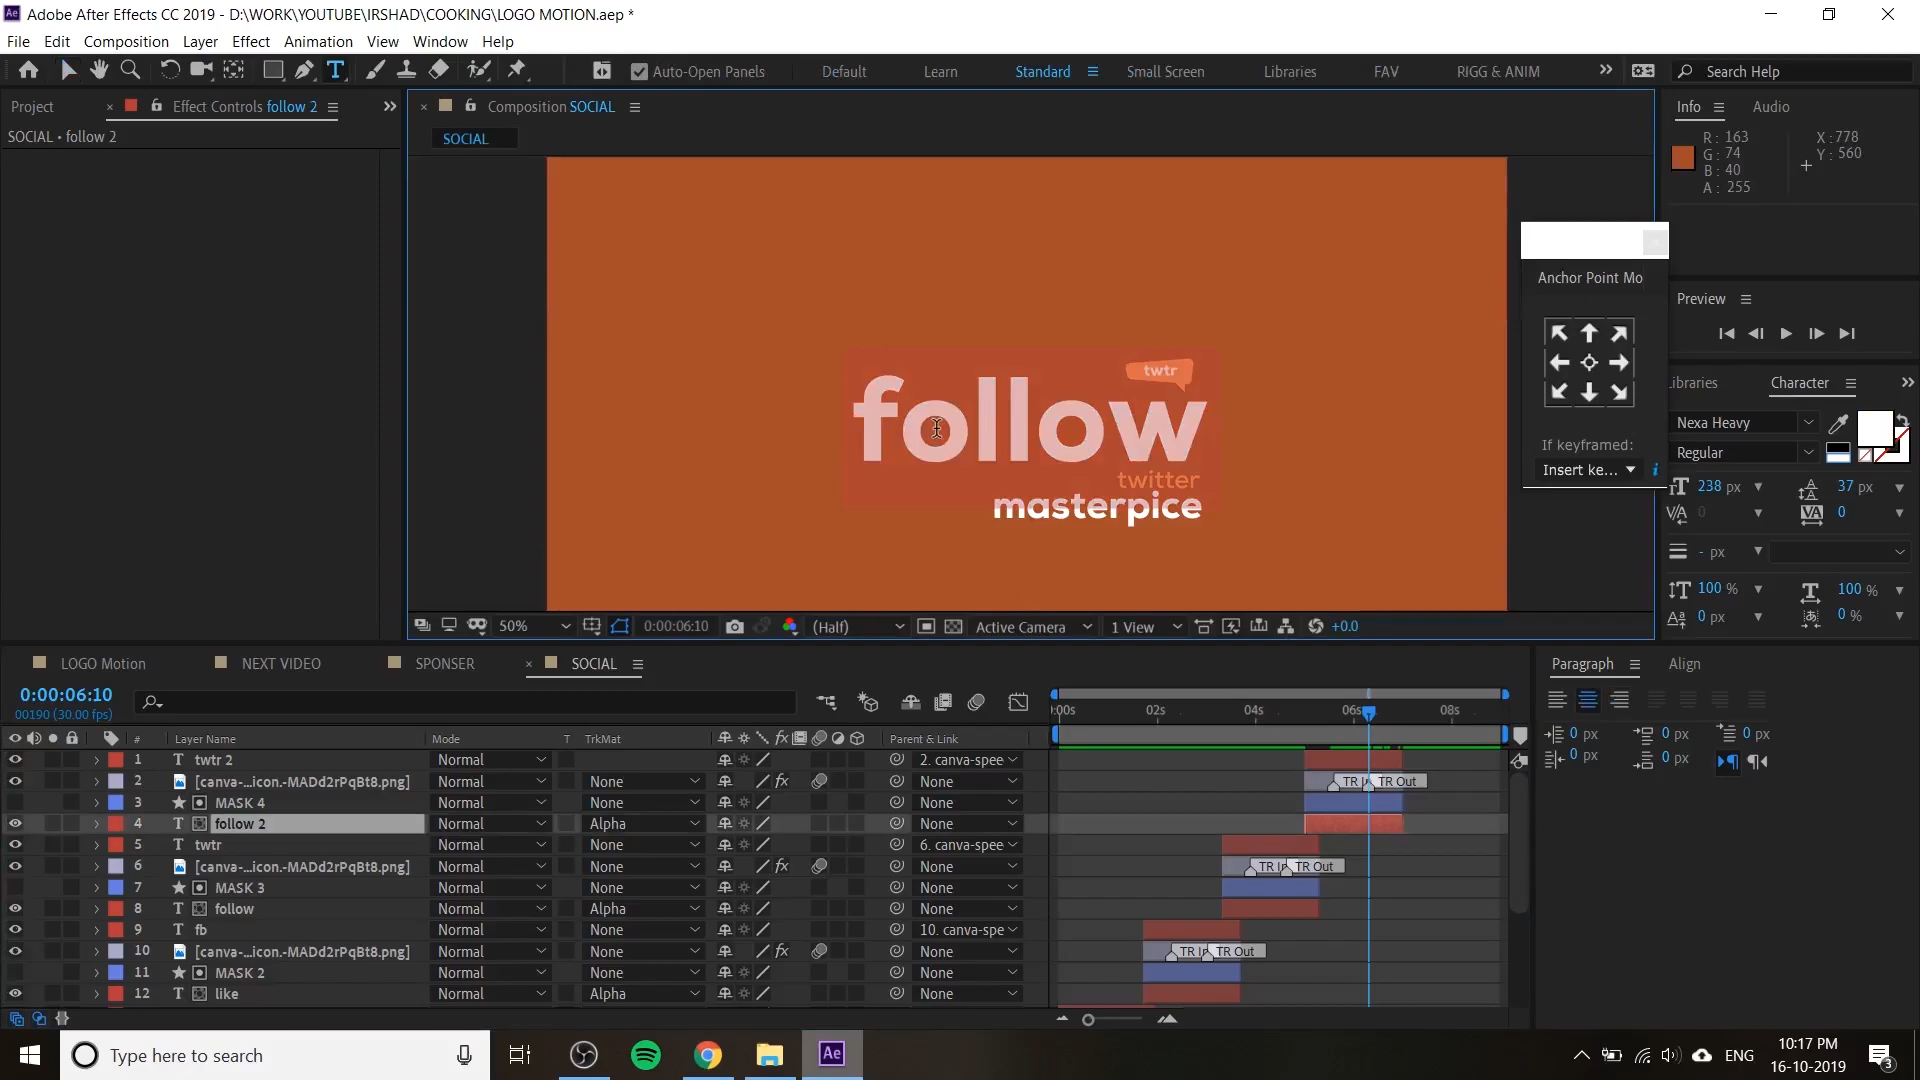 Adobe After Effects CC 2019 - D:\WORK\YOUTUBE\IRSHAD\COOKING\LOGO MOTION.aep *
File Edit Composition Layer Effect Animation View Window Help
Auto-Open Panels Default Learn Standard Small Screen Libraries FAV RIGG & ANIM Search Help
Project Effect Controls follow 2
SOCIAL • follow 2
Composition SOCIAL
SOCIAL
twtr
follow
twitter
masterpice
50% 0:00:06:10 (Half) Active Camera 1 View +0.0
Info Audio
R : 163 X : 778
G : 74 Y : 560
B : 40
A : 255
Anchor Point Mo
If keyframed:
Insert ke...
Preview
Libraries Character
Nexa Heavy
Regular
238 px 37 px
0 0
- px
100 % 100 %
0 px 0 %
LOGO Motion NEXT VIDEO SPONSER SOCIAL
0:00:06:10
00190 (30.00 fps)
:00s 02s 04s 06s 08s
# Layer Name Mode T TrkMat Parent & Link
1 twtr 2 Normal 2. canva-spee
2 [canva-...icon.-MADd2rPqBt8.png] Normal None None TR I TR Out
3 MASK 4 Normal None None
4 follow 2 Normal Alpha None
5 twtr Normal None 6. canva-spee
6 [canva-...icon.-MADd2rPqBt8.png] Normal None None TR Ir TR Out
7 MASK 3 Normal None None
8 follow Normal Alpha None
9 fb Normal None 10. canva-spe
10 [canva-...icon.-MADd2rPqBt8.png] Normal None None TR I TR Out
11 MASK 2 Normal None None
12 like Normal Alpha None
Paragraph Align
0 px 0 px 0 px
0 px 0 px
Type here to search
ENG
10:17 PM
16-10-2019
3